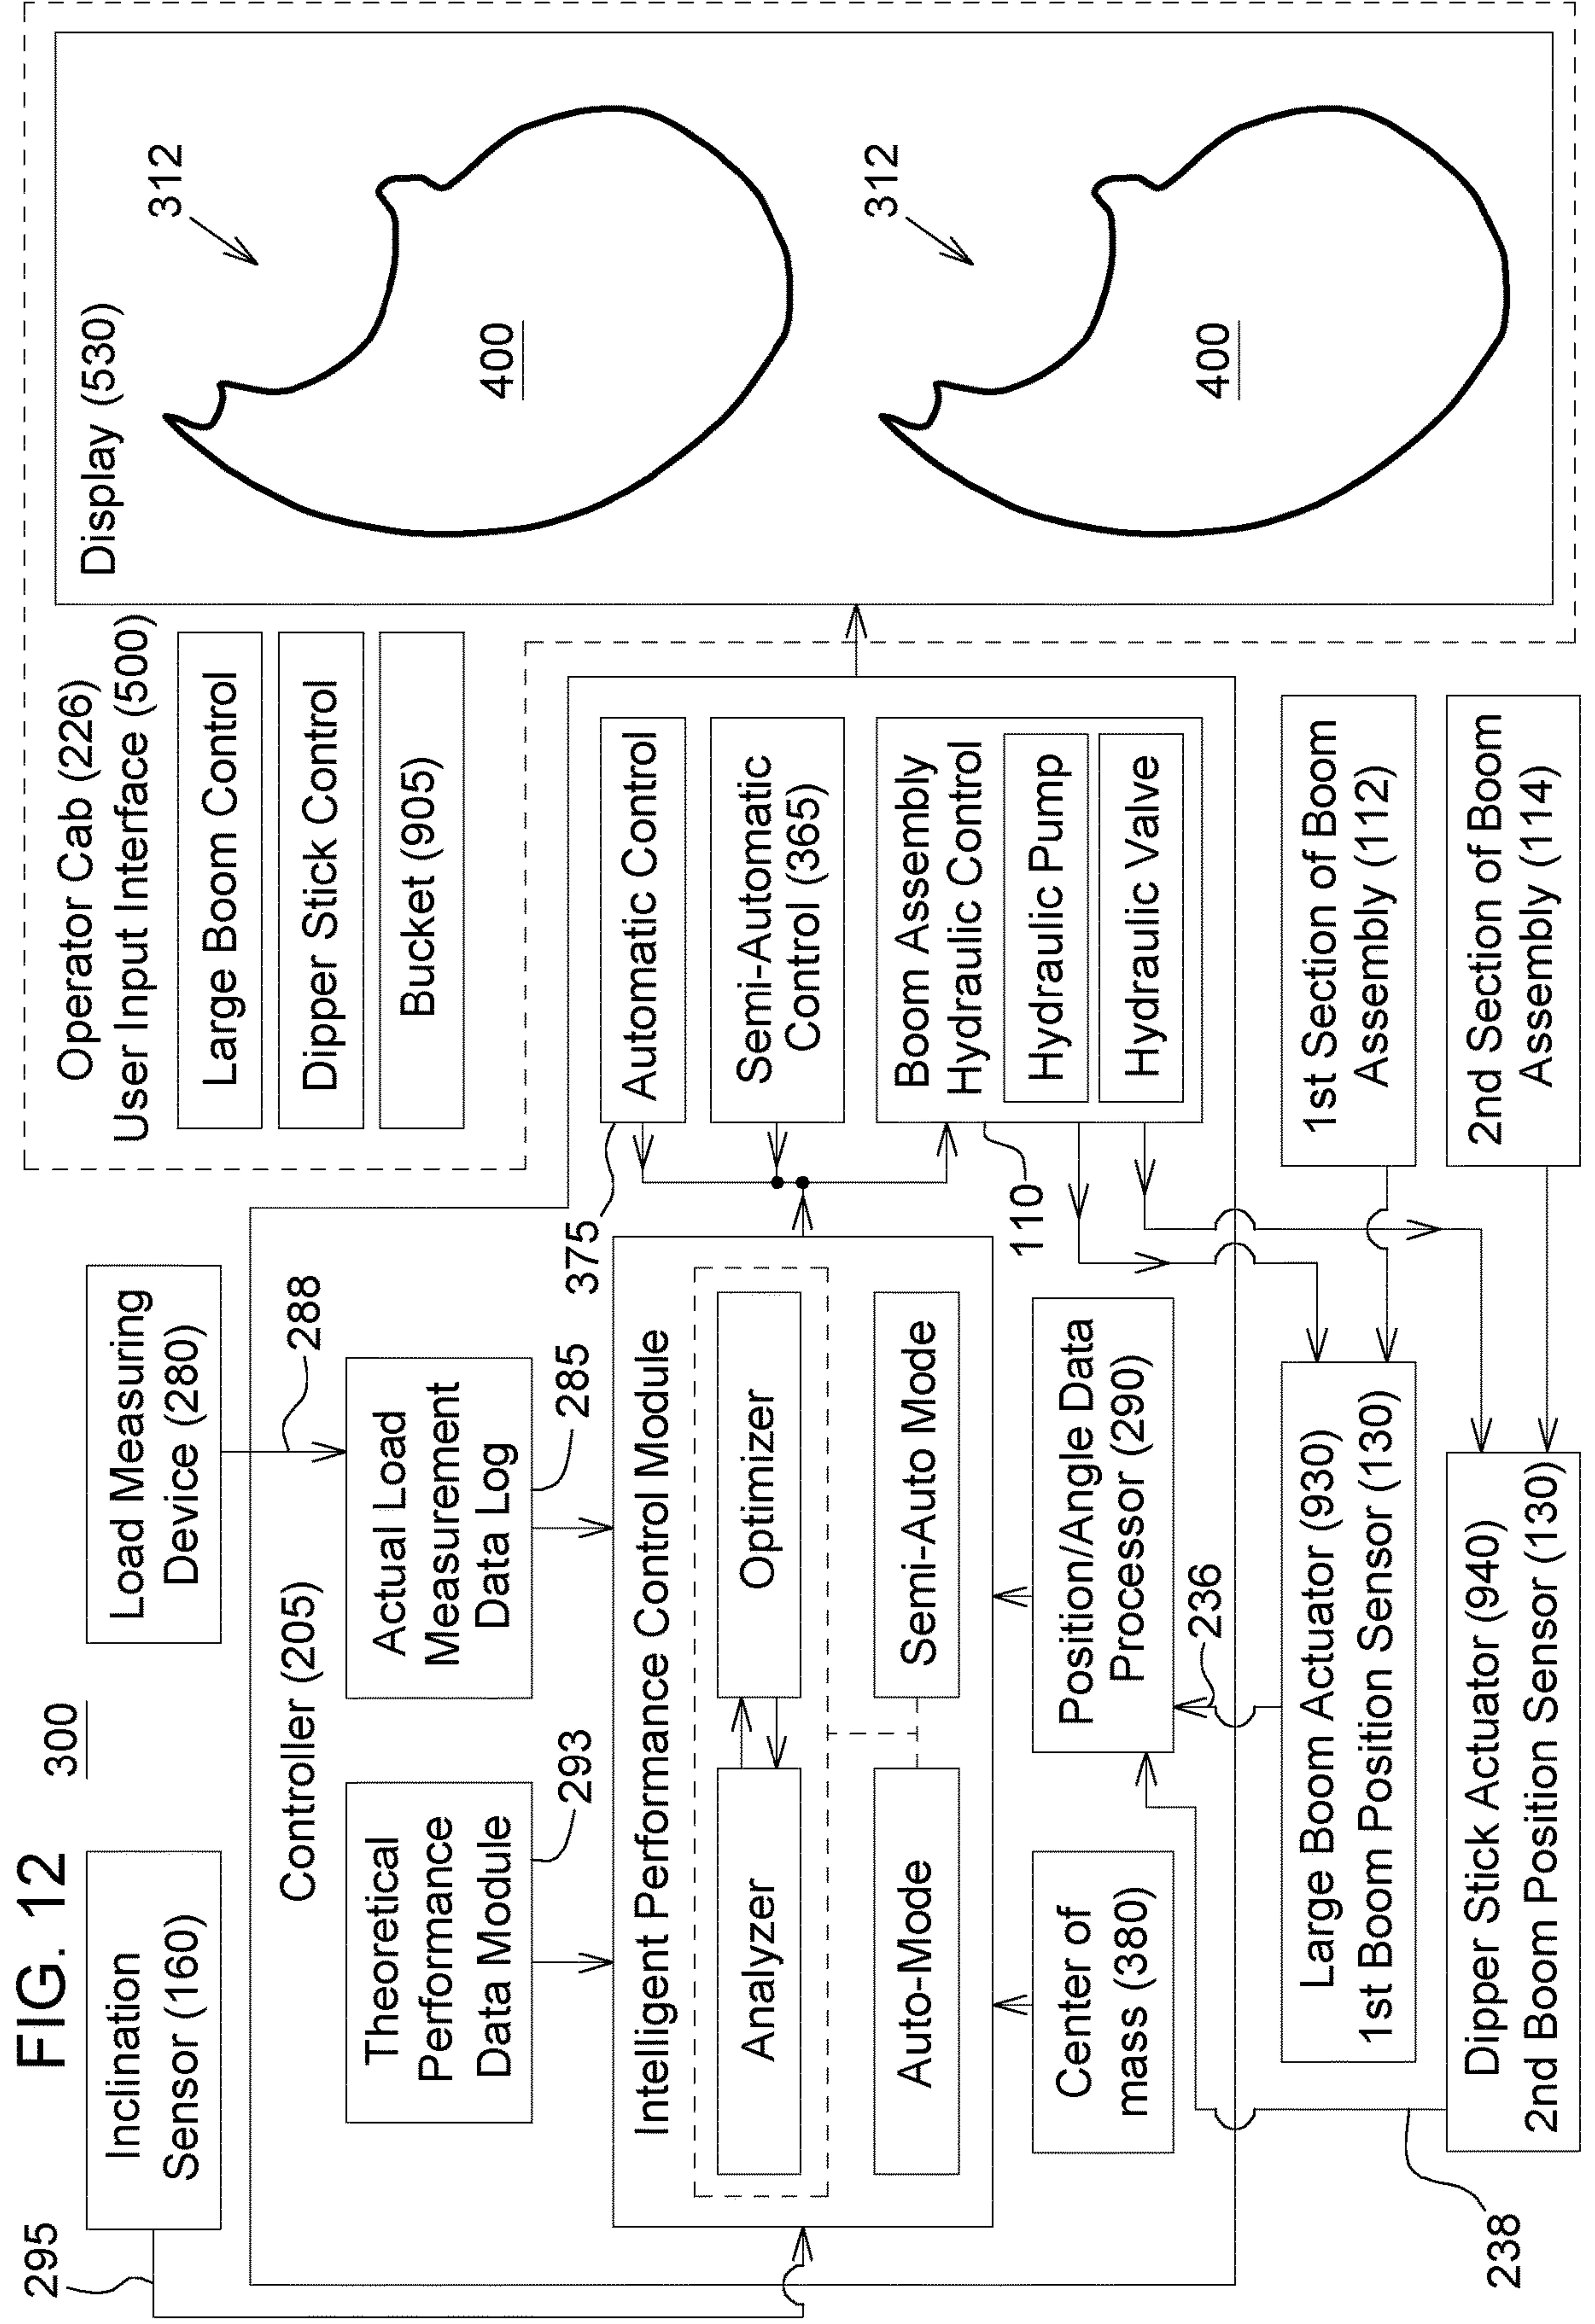 FIG. 12
300
295
Inclination
Sensor (160)
Load Measuring
Device (280)
288
Operator Cab (226)
User Input Interface (500)
Large Boom Control
Dipper Stick Control
Bucket (905)
Display (530)
312
400
312
400
Controller (205)
Theoretical
Performance
Data Module
293
Actual Load
Measurement
Data Log
285
375
Automatic Control
Semi-Automatic
Control (365)
Boom Assembly
Hydraulic Control
Hydraulic Pump
Hydraulic Valve
110
Intelligent Performance Control Module
Analyzer
Optimizer
Auto-Mode
Semi-Auto Mode
Center of
mass (380)
Position/Angle Data
Processor (290)
236
Large Boom Actuator (930)
1st Boom Position Sensor (130)
1st Section of Boom
Assembly (112)
Dipper Stick Actuator (940)
2nd Boom Position Sensor (130)
2nd Section of Boom
Assembly (114)
238